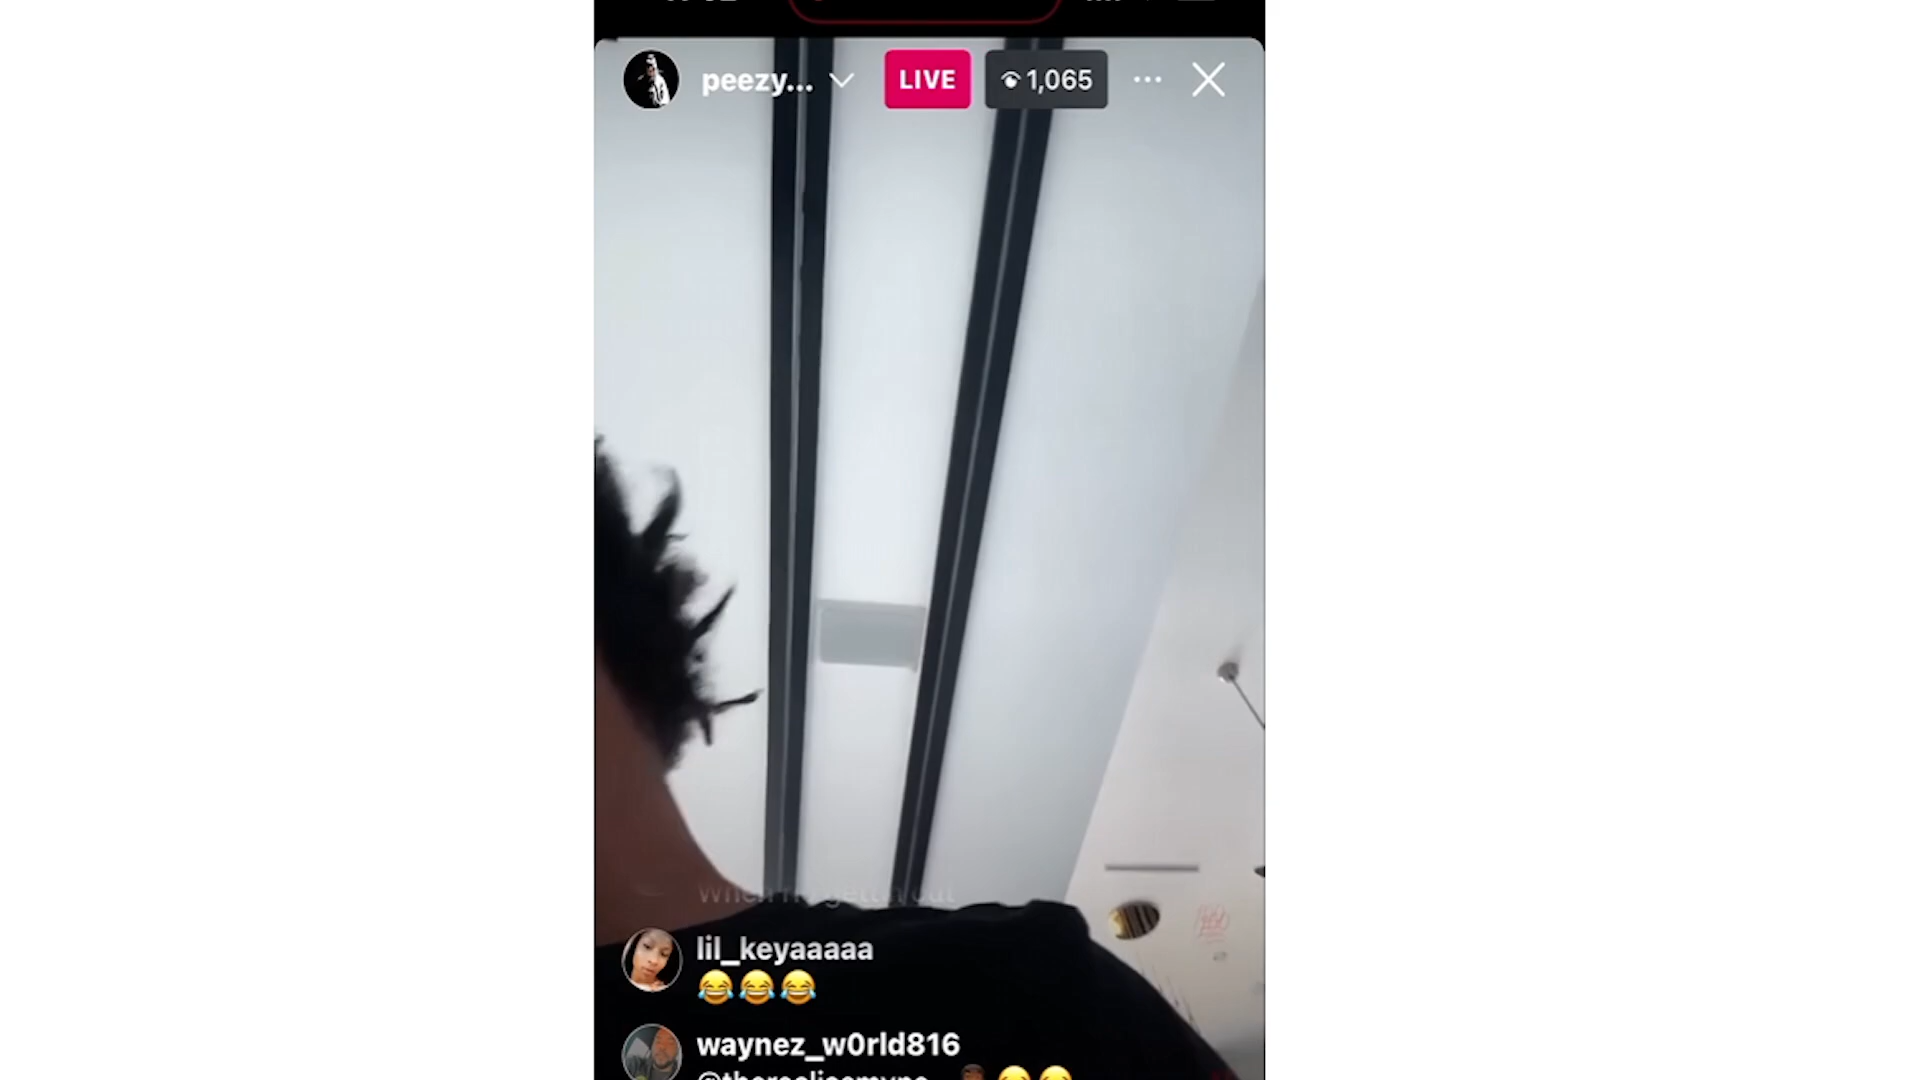 peezy...
LIVE
1,065
lil_keyaaaaa
😂😂😂
waynez_w0rld816